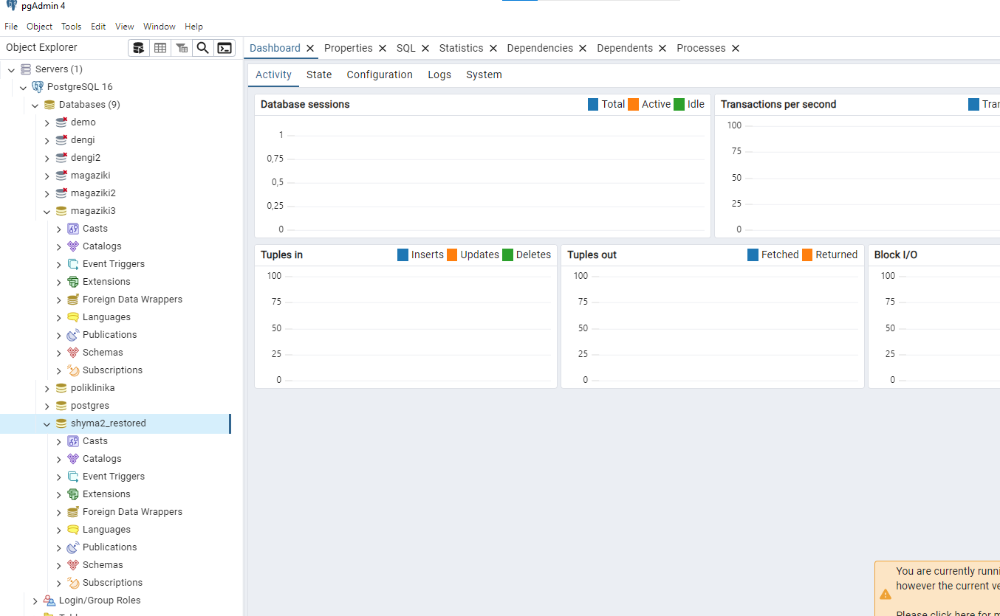 pgAdmin 4
File Object Tools Edit View Window Help
Object Explorer
Servers (1)
PostgreSQL 16
Databases (9)
demo
dengi
dengi2
magaziki
magaziki2
magaziki3
Casts
Catalogs
Event Triggers
Extensions
Foreign Data Wrappers
Languages
Publications
Schemas
Subscriptions
poliklinika
postgres
shyma2_restored
Casts
Catalogs
Event Triggers
Extensions
Foreign Data Wrappers
Languages
Publications
Schemas
Subscriptions
Login/Group Roles
Dashboard Properties SQL Statistics Dependencies Dependents Processes
Activity State Configuration Logs System
Database sessions Total Active Idle
1
0,75
0,5
0,25
0
Transactions per second
100
75
50
25
0
Tuples in Inserts Updates Deletes
100
75
50
25
0
Tuples out Fetched Returned
100
75
50
25
0
Block I/O
100
75
50
25
0
You are currently
however the current
Please click here for